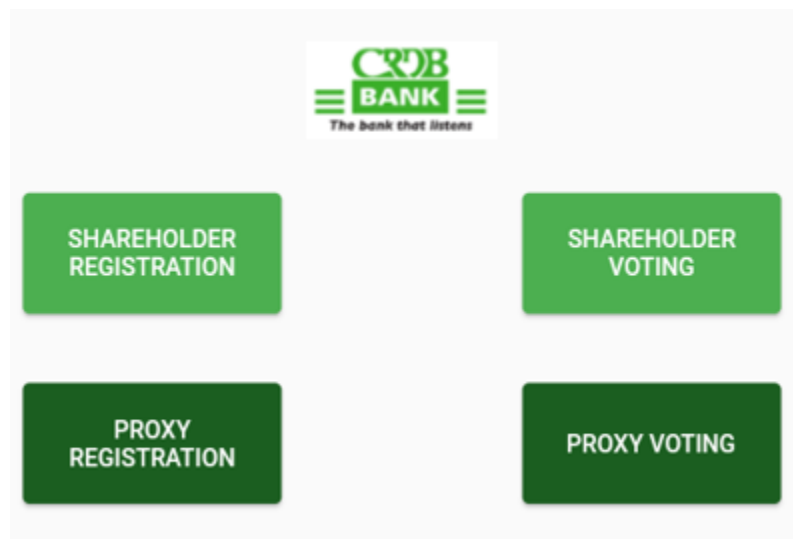 CRDB
BANK
The bank that listens
SHAREHOLDER
REGISTRATION
SHAREHOLDER
VOTING
PROXY
REGISTRATION
PROXY VOTING